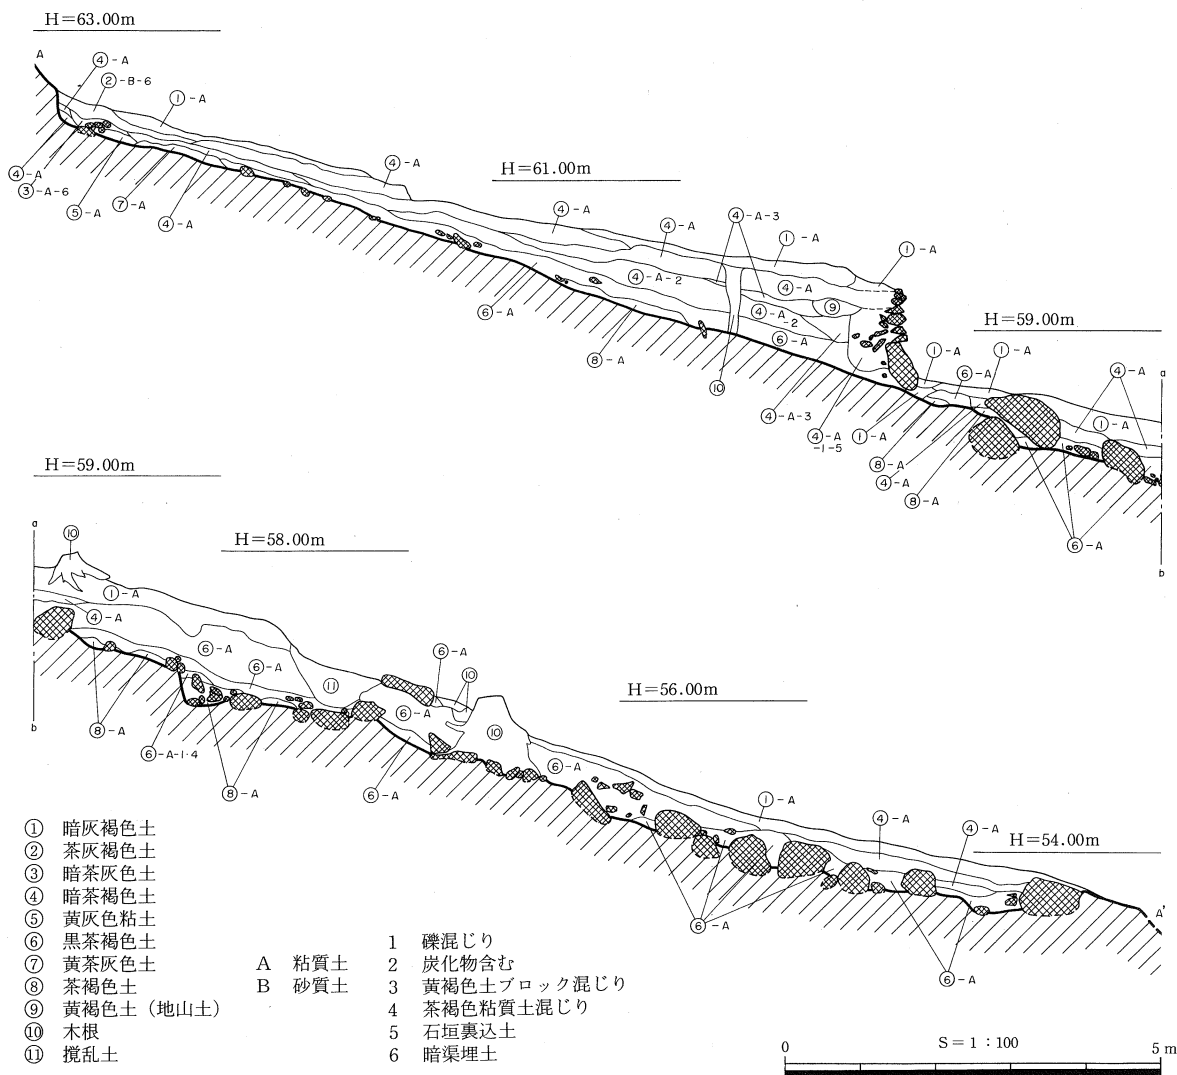 H=63.00m
A
④-A
②-B-6
①-A
④-A
H=61.00m
④-A
③-A-6
⑤-A
⑦-A
④-A
④-A
④-A
④-A-3
①-A
①-A
④-A-2
④-A
⑨
④-A
-2
⑥-A
⑥-A
⑧-A
⑩
④-A-3
④-A
-1-5
H=59.00m
①-A
①-A
⑥-A
④-A
a
①-A
①-A
⑧-A
④-A
⑧-A
⑥-A
b
H=59.00m
a
⑩
H=58.00m
①-A
④-A
⑥-A
⑥-A
⑪
⑥-A
⑩
⑥-A
⑩
H=56.00m
b
⑧-A
⑥-A-1·4
⑧-A
⑥-A
⑥-A
①-A
④-A
④-A
H=54.00m
A'
⑥-A
⑥-A
① 暗灰褐色土
② 茶灰褐色土
③ 暗茶灰色土
④ 暗茶褐色土
⑤ 黄灰色粘土
⑥ 黒茶褐色土
⑦ 黄茶灰色土
⑧ 茶褐色土
⑨ 黄褐色土（地山土）
⑩ 木根
⑪ 撹乱土
A 粘質土
B 砂質土
1 礫混じり
2 炭化物含む
3 黄褐色土ブロック混じり
4 茶褐色粘質土混じり
5 石垣裏込土
6 暗渠埋土
S=1：100
0 5m